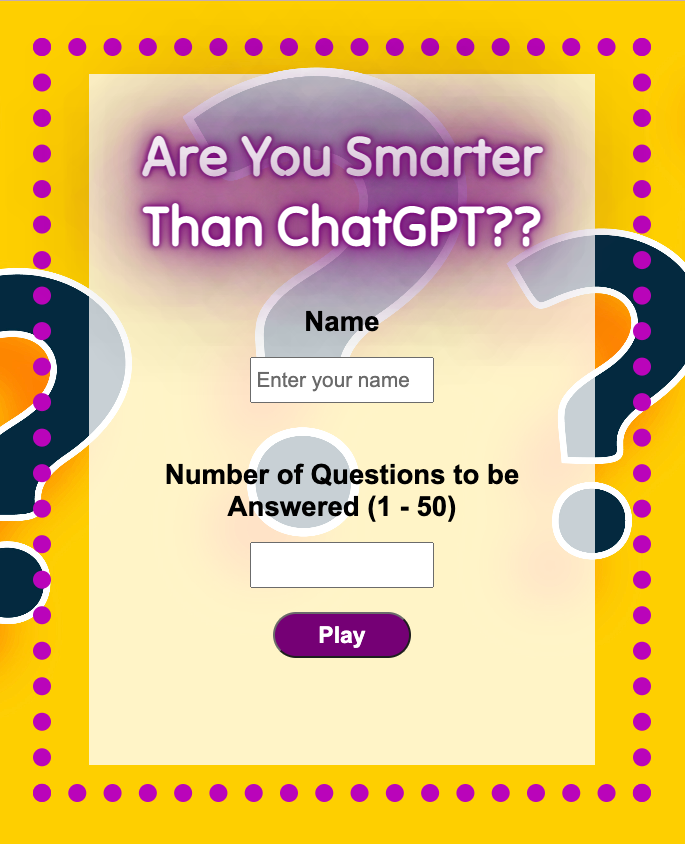 Are You Smarter
Than ChatGPT??
Name
Enter your name
Number of Questions to be
Answered (1 - 50)
Play